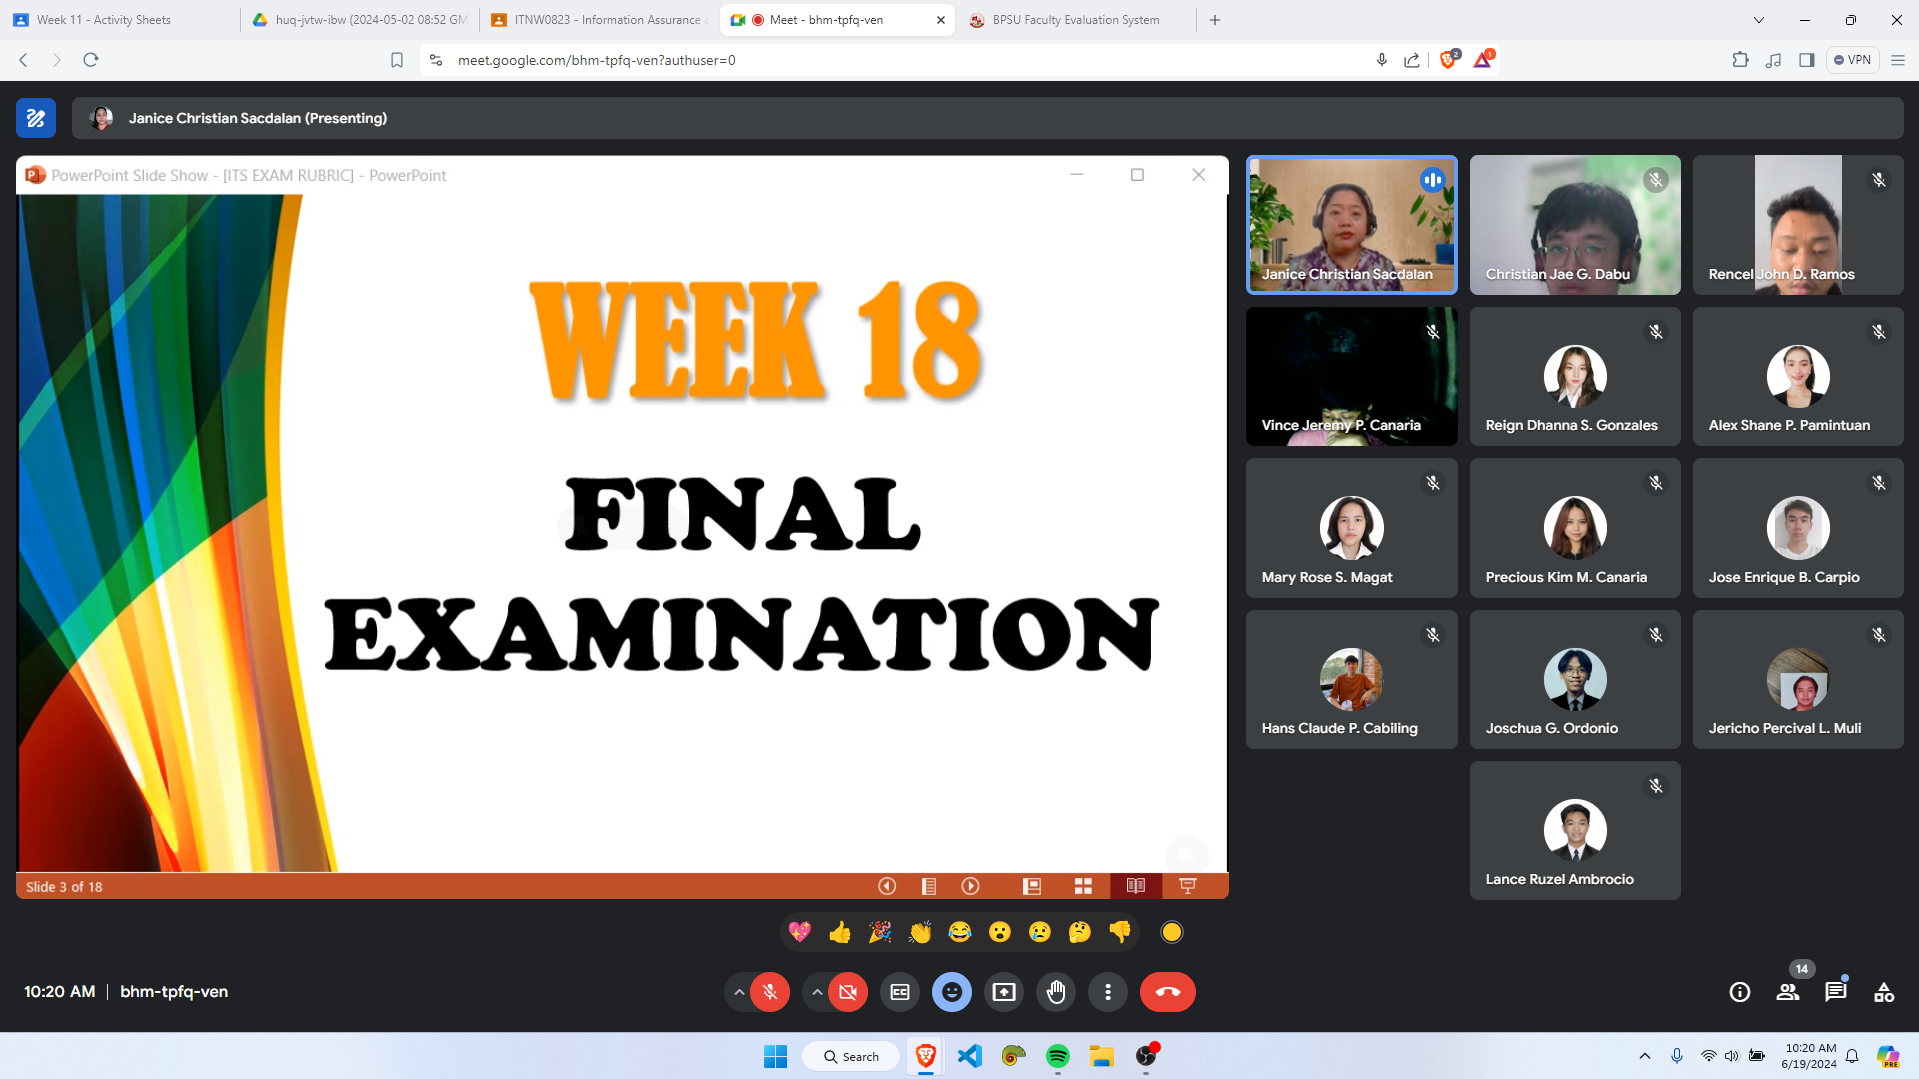 Week 11 - Activity Sheets
huq-jvtw-ibw (2024-05-02 08:52 GM
ITNW0823 - Information Assurance a
Meet - bhm-tpfq-ven
BPSU Faculty Evaluation System
meet.google.com/bhm-tpfq-ven?authuser=0
2
1
VPN
Janice Christian Sacdalan (Presenting)
PowerPoint Slide Show - [ITS EXAM RUBRIC] - PowerPoint
WEEK 18
FINAL
EXAMINATION
Slide 3 of 18
Janice Christian Sacdalan
Christian Jae G. Dabu
Rencel John D. Ramos
Vince Jeremy P. Canaria
Reign Dhanna S. Gonzales
Alex Shane P. Pamintuan
Mary Rose S. Magat
Precious Kim M. Canaria
Jose Enrique B. Carpio
Hans Claude P. Cabiling
Joschua G. Ordonio
Jericho Percival L. Muli
Lance Ruzel Ambrocio
10:20 AM | bhm-tpfq-ven
CC
14
Search
10:20 AM
6/19/2024
PRE